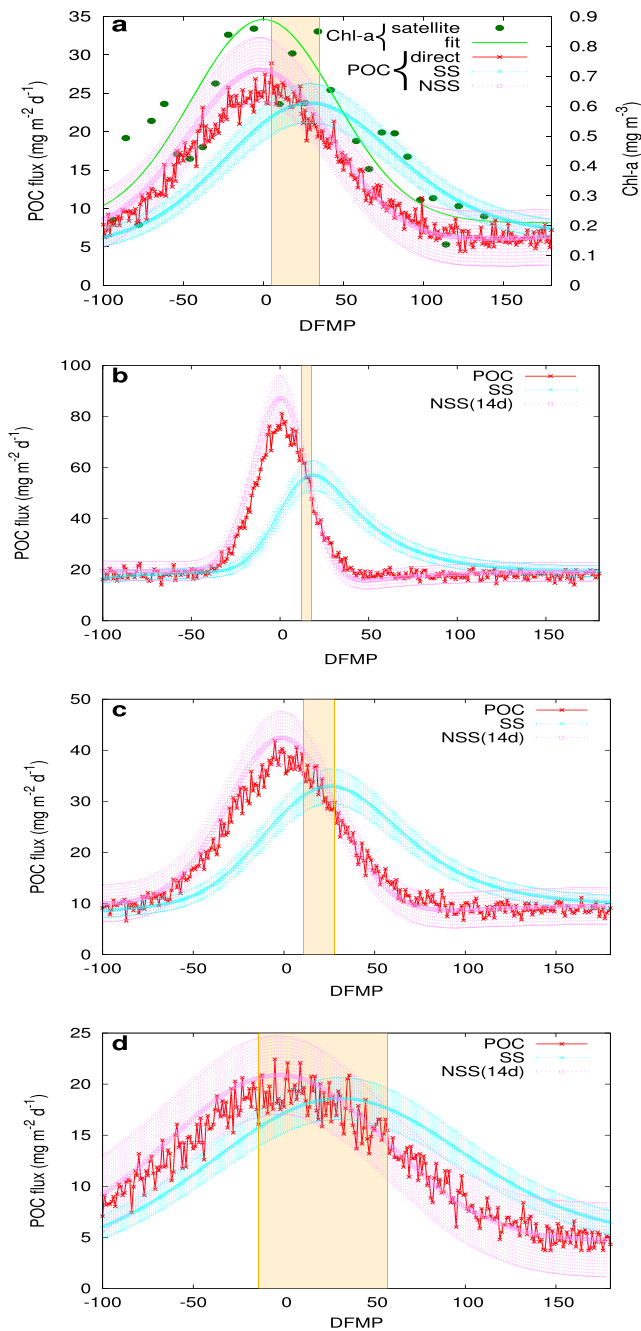 a
Chl-a { satellite
fit
POC { direct
SS
NSS
35
30
25
20
15
10
5
0
0.9
0.8
0.7
0.6
0.5
0.4
0.3
0.2
0.1
0
POC flux (mg m⁻² d⁻¹)
Chl-a (mg m⁻³)
-100 -50 0 50 100 150
DFMP
b
POC
SS
NSS(14d)
100
80
60
40
20
0
POC flux (mg m⁻² d⁻¹)
-100 -50 0 50 100 150
DFMP
c
POC
SS
NSS(14d)
50
40
30
20
10
0
POC flux (mg m⁻² d⁻¹)
-100 -50 0 50 100 150
DFMP
d
POC
SS
NSS(14d)
25
20
15
10
5
0
POC flux (mg m⁻² d⁻¹)
-100 -50 0 50 100 150
DFMP